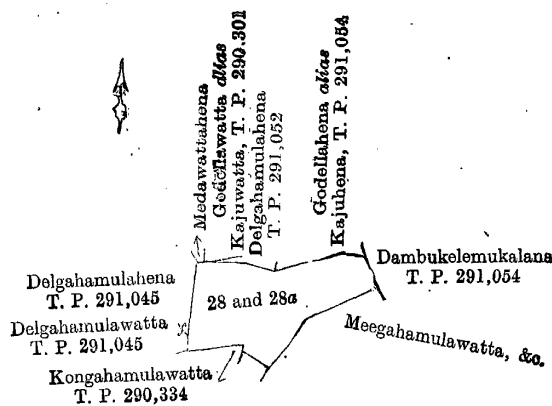 Medawattahena
Godellawatta alias
Kajuwatta, T. P. 290.301
Delgahamulahena
T. P. 291,052
Godellahena alias
Kajuhena, T. P. 291,054
Dambukelemukalana
T. P. 291,054
Delgahamulahena
T. P. 291,045
28 and 28a
Delgahamulawatta
T. P. 291,045
Meegahamulawatta, &c.
Kongahamulawatta
T. P. 290,334